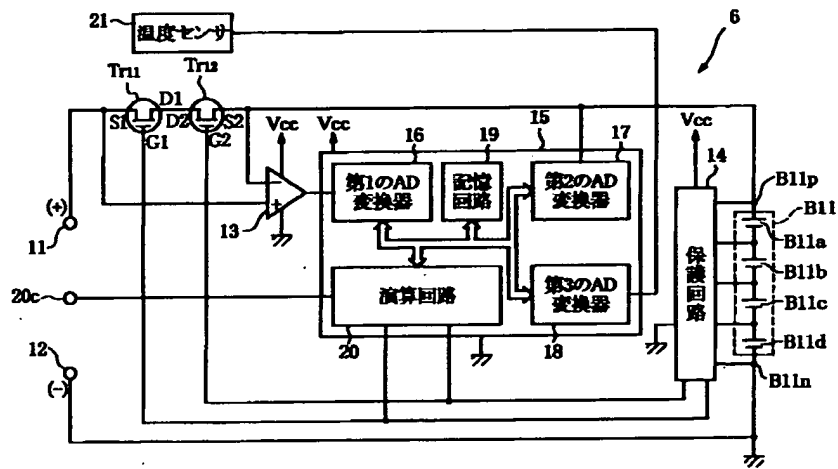 21
温度センサ
6
Tr11
Tr12
D1
S1
D2
S2
G1
G2
Vcc
Vcc
16
19
15
17
Vcc
14
第1のAD
変換器
記憶
回路
第2のAD
変換器
B11p
B11
B11a
B11b
B11c
B11d
B11n
(+)
11
13
保護回路
20c
演算回路
第3のAD
変換器
12
(−)
20
18